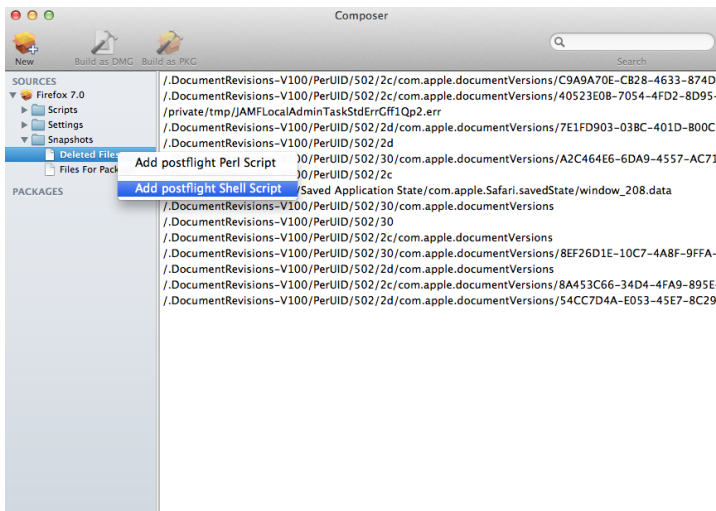 Composer
New Build as DMG Build as PKG Search
SOURCES
Firefox 7.0
Scripts
Settings
Snapshots
Deleted Files
Files For Pack
PACKAGES
Add postflight Perl Script
Add postflight Shell Script
/.DocumentRevisions-V100/PerUID/502/2c/com.apple.documentVersions/C9A9A70E-CB28-4633-874D
/.DocumentRevisions-V100/PerUID/502/2c/com.apple.documentVersions/40523E0B-7054-4FD2-8D95-
/private/tmp/JAMFLocalAdminTaskStdErrGff1Qp2.err
/.DocumentRevisions-V100/PerUID/502/2d/com.apple.documentVersions/7E1FD903-03BC-401D-B00C
/.DocumentRevisions-V100/PerUID/502/2d
00/PerUID/502/30/com.apple.documentVersions/A2C464E6-6DA9-4557-AC71
00/PerUID/502/2c
/Saved Application State/com.apple.Safari.savedState/window_208.data
/.DocumentRevisions-V100/PerUID/502/30/com.apple.documentVersions
/.DocumentRevisions-V100/PerUID/502/30
/.DocumentRevisions-V100/PerUID/502/2c/com.apple.documentVersions
/.DocumentRevisions-V100/PerUID/502/30/com.apple.documentVersions/8EF26D1E-10C7-4A8F-9FFA-
/.DocumentRevisions-V100/PerUID/502/2d/com.apple.documentVersions
/.DocumentRevisions-V100/PerUID/502/2c/com.apple.documentVersions/8A453C66-34D4-4FA9-895E-
/.DocumentRevisions-V100/PerUID/502/2d/com.apple.documentVersions/54CC7D4A-E053-45E7-8C29